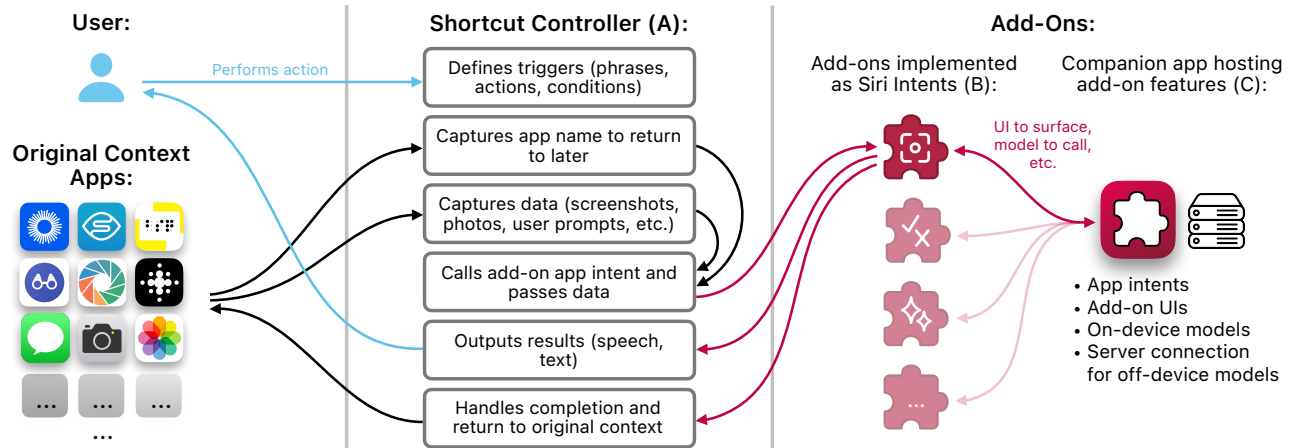 User:
Performs action
Original Context
Apps:
...
...
...
...
Shortcut Controller (A):
Defines triggers (phrases,
actions, conditions)
Captures app name to return
to later
Captures data (screenshots,
photos, user prompts, etc.)
Calls add-on app intent and
passes data
Outputs results (speech,
text)
Handles completion and
return to original context
Add-Ons:
Add-ons implemented
as Siri Intents (B):
...
Companion app hosting
add-on features (C):
UI to surface,
model to call,
etc.
• App intents
• Add-on UIs
• On-device models
• Server connection
for off-device models